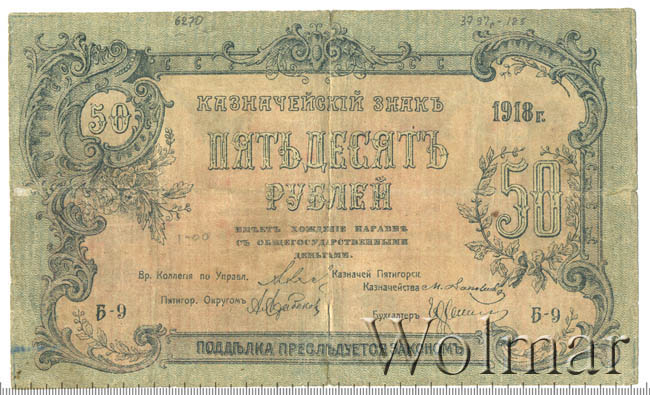 6270
50
КАЗНАЧЕЙСКІЙ ЗНАКЪ
1918 г.
ПЯТЬДЕСЯТЪ
РУБЛЕЙ
50
ИМѢЕТЪ ХОЖДЕНІЕ НАРАВНѢ
СЪ ОБЩЕГОСУДАРСТВЕННЫМИ
ДЕНЬГАМИ.
Вр. Коллегія по Управл.
Казначей Пятигорск.
Казначейства
Пятигор. Округомъ
Бухгалтеръ
Б-9
Б-9
ПОДДѢЛКА ПРЕСЛѢДУЕТСЯ ЗАКОНОМЪ
Wolmar